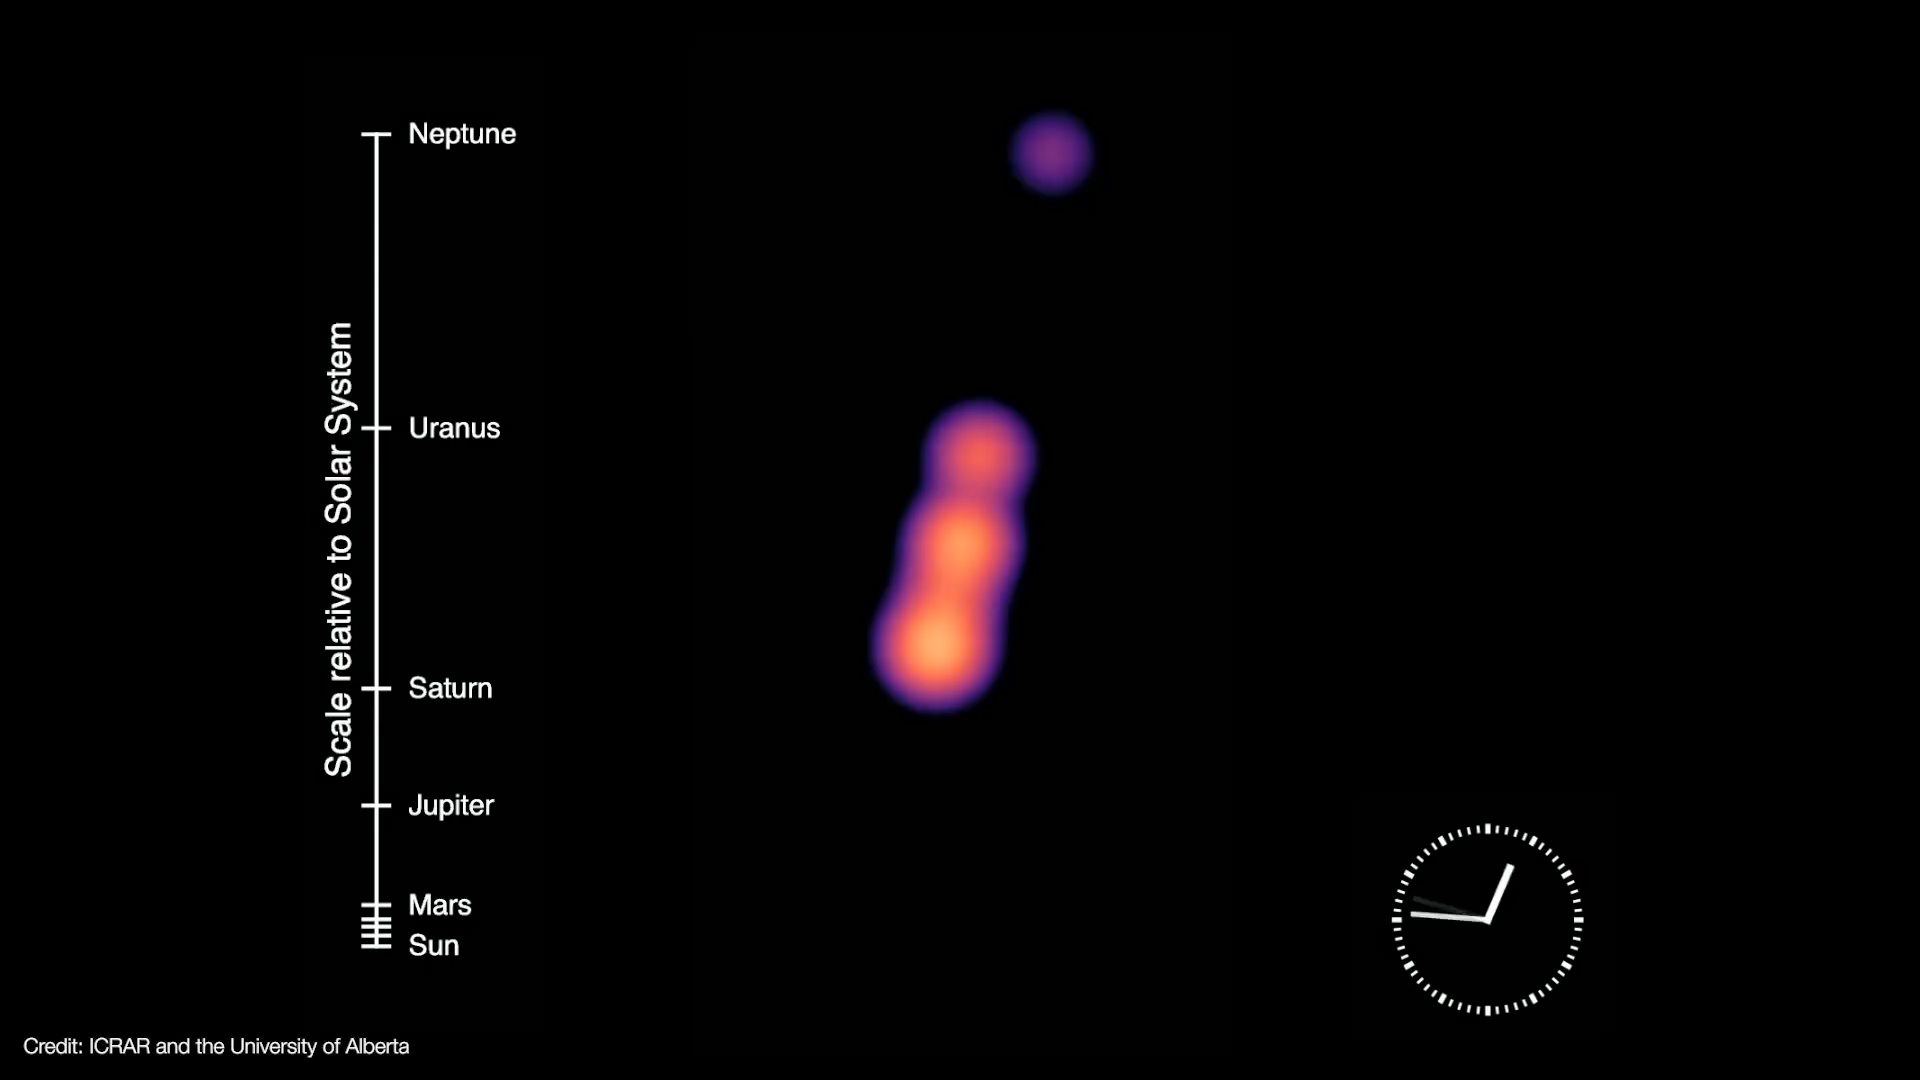 Scale relative to Solar System
Neptune
Uranus
Saturn
Jupiter
Mars
Sun
Credit: ICRAR and the University of Alberta